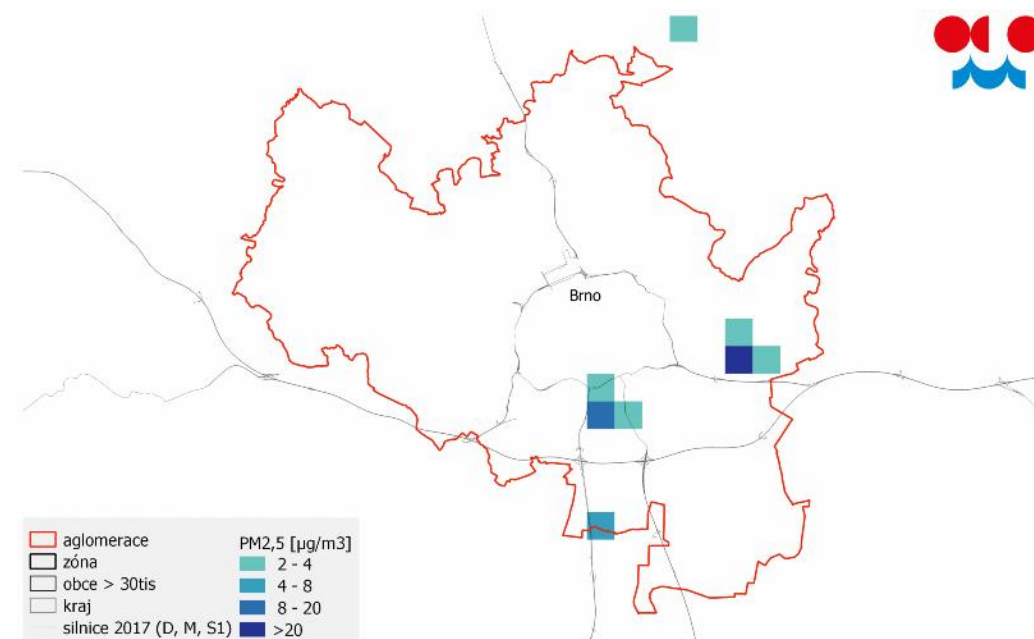 Brno
aglomerace
zóna
obce > 30tis
kraj
silnice 2017 (D, M, S1)
PM2,5 [µg/m3]
2 - 4
4 - 8
8 - 20
>20